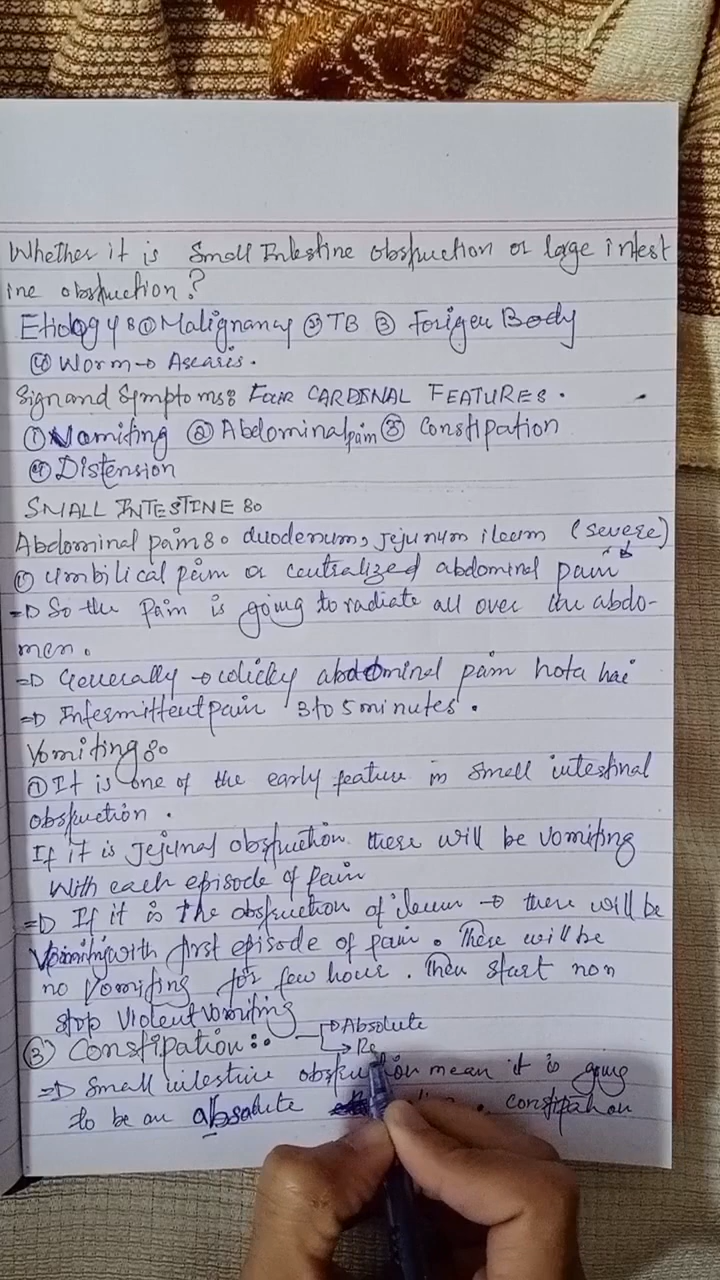 Whether it is Small Intestine obstruction or large intest
ine obstruction?
Etiology 8 ① Malignancy ② TB ③ Forigen Body
④ Worm → Ascaris.
Sign and Symptoms: FOUR CARDINAL FEATURES.
① Vomiting ② Abdominal pain ③ Constipation
④ Distension
SMALL INTESTINE :
Abdominal pain : duodenum, jejunum ileum (severe)
① Umbilical pain or centralized abdominal pain
⇒ So the pain is going to radiate all over the abdo-
men.
⇒ Generally → colicky abdominal pain hota hai
⇒ Intermittent pain 3 to 5 minutes.
Vomiting :
① It is one of the early feature in small intestinal
obstruction.
If it is Jejunal obstruction there will be vomiting
With each episode of pain
⇒ If it is the obstruction of ileum → there will be
Vomiting with first episode of pain. There will be
no vomiting for few hour. Then start non
stop violent vomiting
③ Constipation :
→ Absolute
→ Re
⇒ Small intestine obstruction mean it is going
to be an absolute constipation